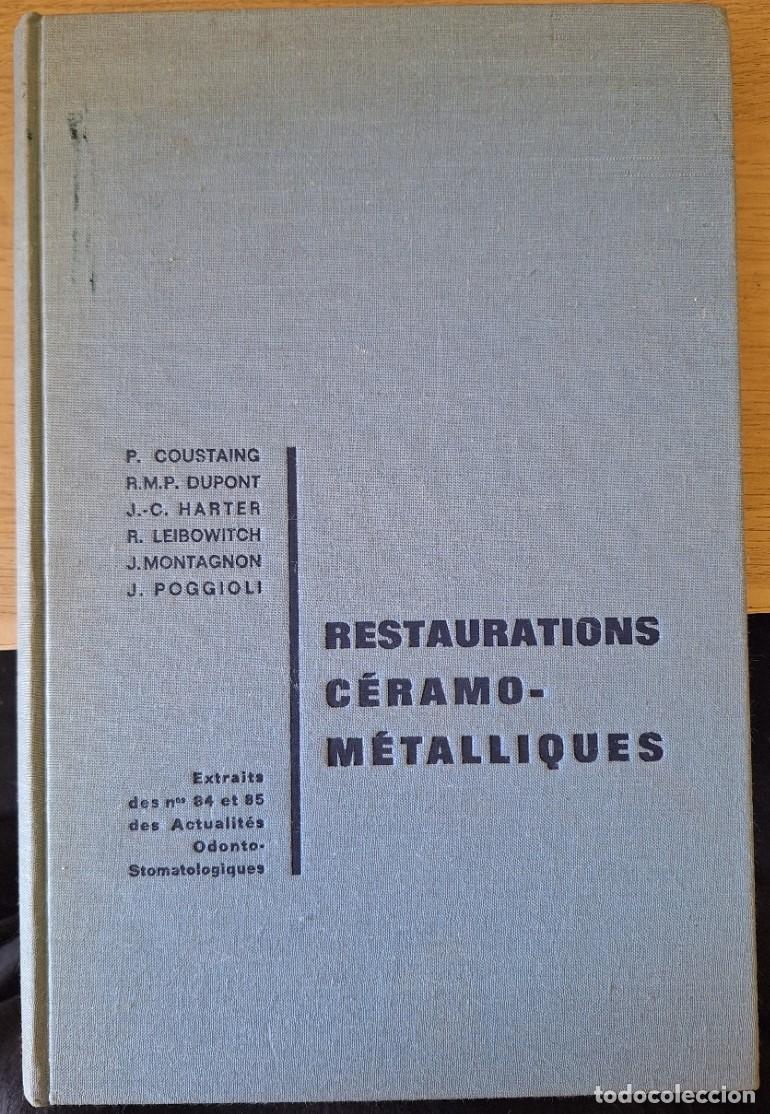 P. COUSTAING
R.M.P. DUPONT
J.-C. HARTER
R. LEIBOWITCH
J. MONTAGNON
J. POGGIOLI
RESTAURATIONS
CÉRAMO-
MÉTALLIQUES
Extraits
des nos 84 et 85
des Actualités
Odonto-
Stomatologiques
todocoleccion